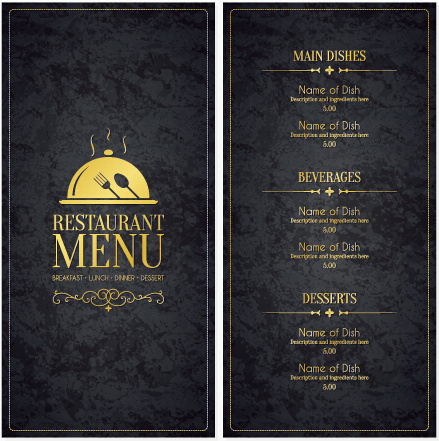 RESTAURANT
MENU
BREAKFAST - LUNCH - DINNER - DESSERT
MAIN DISHES
Name of Dish
Description and ingredients here
5.00
Name of Dish
Description and ingredients here
5.00
BEVERAGES
Name of Dish
Description and ingredients here
5.00
Name of Dish
Description and ingredients here
5.00
DESSERTS
Name of Dish
Description and ingredients here
5.00
Name of Dish
Description and ingredients here
5.00